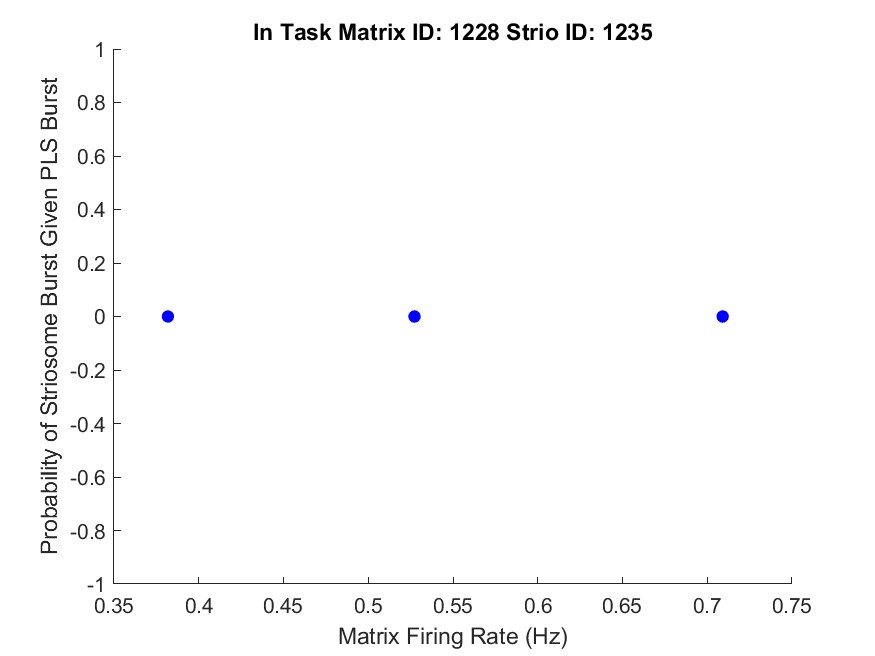 In Task Matrix ID: 1228 Strio ID: 1235
Probability of Striosome Burst Given PLS Burst
1
0.8
0.6
0.4
0.2
0
-0.2
-0.4
-0.6
-0.8
-1
0.35 0.4 0.45 0.5 0.55 0.6 0.65 0.7 0.75
Matrix Firing Rate (Hz)